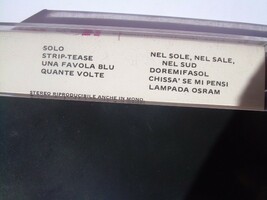 SOLO
STRIP-TEASE
UNA FAVOLA BLU
QUANTE VOLTE
NEL SOLE, NEL SALE,
NEL SUD
DOREMIFASOL
CHISSA' SE MI PENSI
LAMPADA OSRAM
STEREO RIPRODUCIBILE ANCHE IN MONO